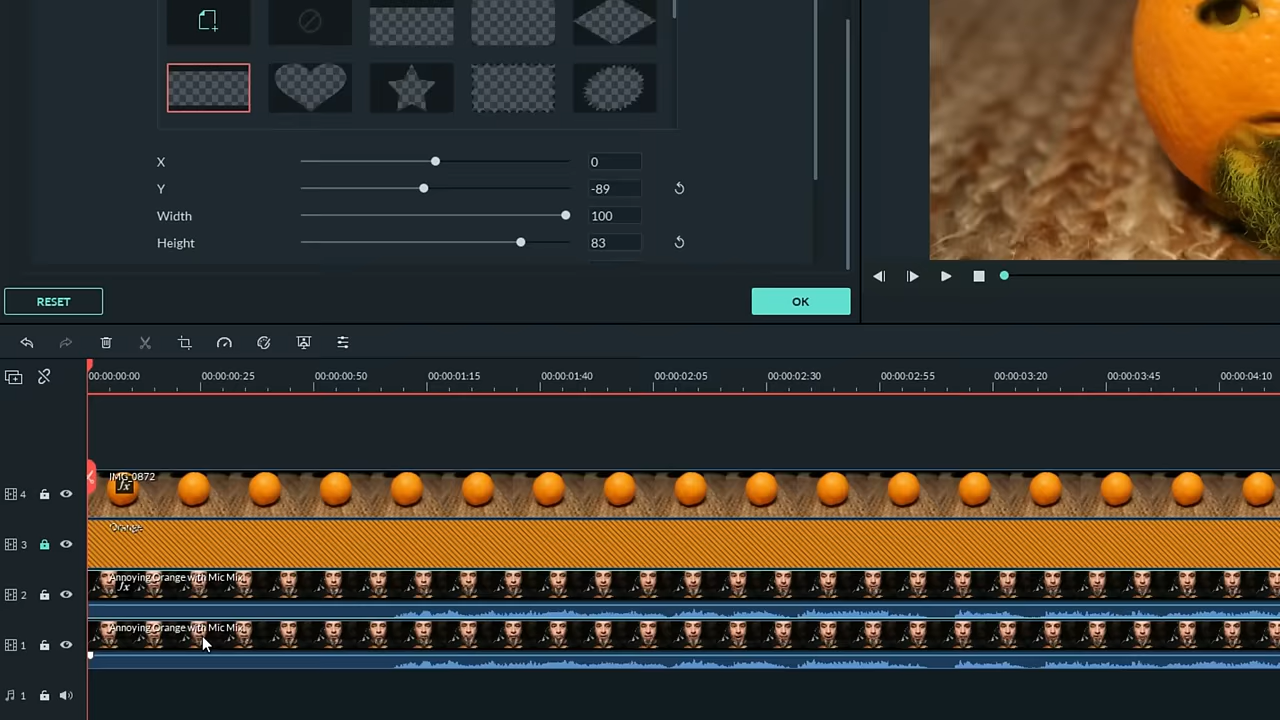 X 0
Y -89
Width 100
Height 83
RESET OK
00:00:00:00 00:00:00:25 00:00:00:50 00:00:01:15 00:00:01:40 00:00:02:05 00:00:02:30 00:00:02:55 00:00:03:20 00:00:03:45 00:00:04:10
IMG_0872
fx
4
Orange
3
Annoying Orange with Mic Mix
fx
2
Annoying Orange with Mic Mix
1
1